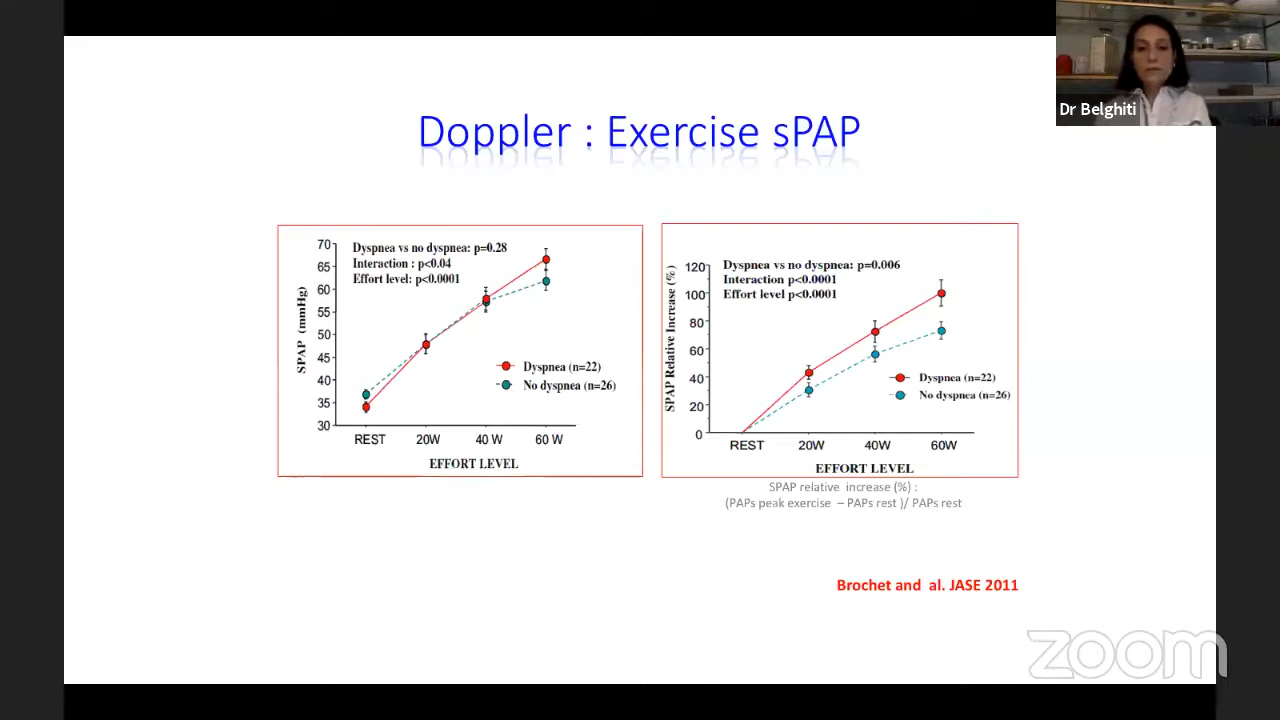 Dr Belghiti
Doppler : Exercise sPAP
Dyspnea vs no dyspnea: p=0.28
Interaction : p<0.04
Effort level: p<0.0001
SPAP (mmHg)
70
65
60
55
50
45
40
35
30
Dyspnea (n=22)
No dyspnea (n=26)
REST 20W 40 W 60 W
EFFORT LEVEL
Dyspnea vs no dyspnea: p=0.006
Interaction p<0.0001
Effort level p<0.0001
SPAP Relative Increase (%)
120
100
80
60
40
20
0
Dyspnea (n=22)
No dyspnea (n=26)
REST 20W 40W 60W
EFFORT LEVEL
SPAP relative increase (%) :
(PAPs peak exercise – PAPs rest )/ PAPs rest
Brochet and al. JASE 2011
zoom